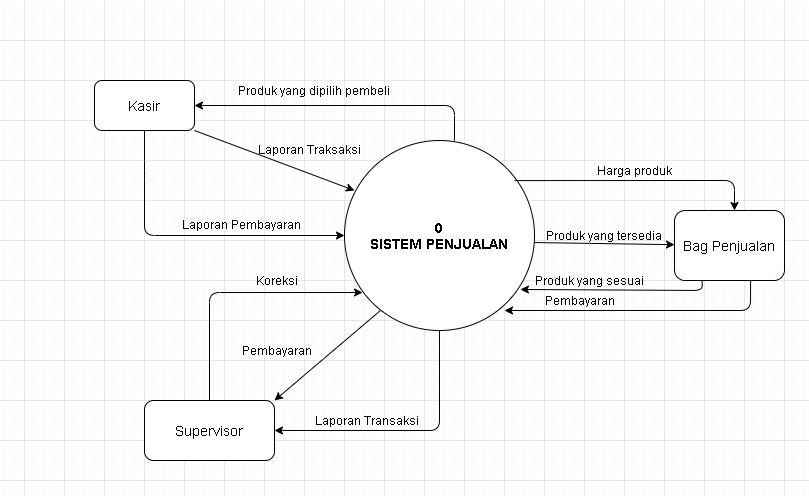 Produk yang dipilih pembeli
Kasir
Laporan Traksaksi
Harga produk
Laporan Pembayaran
0
SISTEM PENJUALAN
Produk yang tersedia
Bag Penjualan
Koreksi
Produk yang sesuai
Pembayaran
Pembayaran
Laporan Transaksi
Supervisor